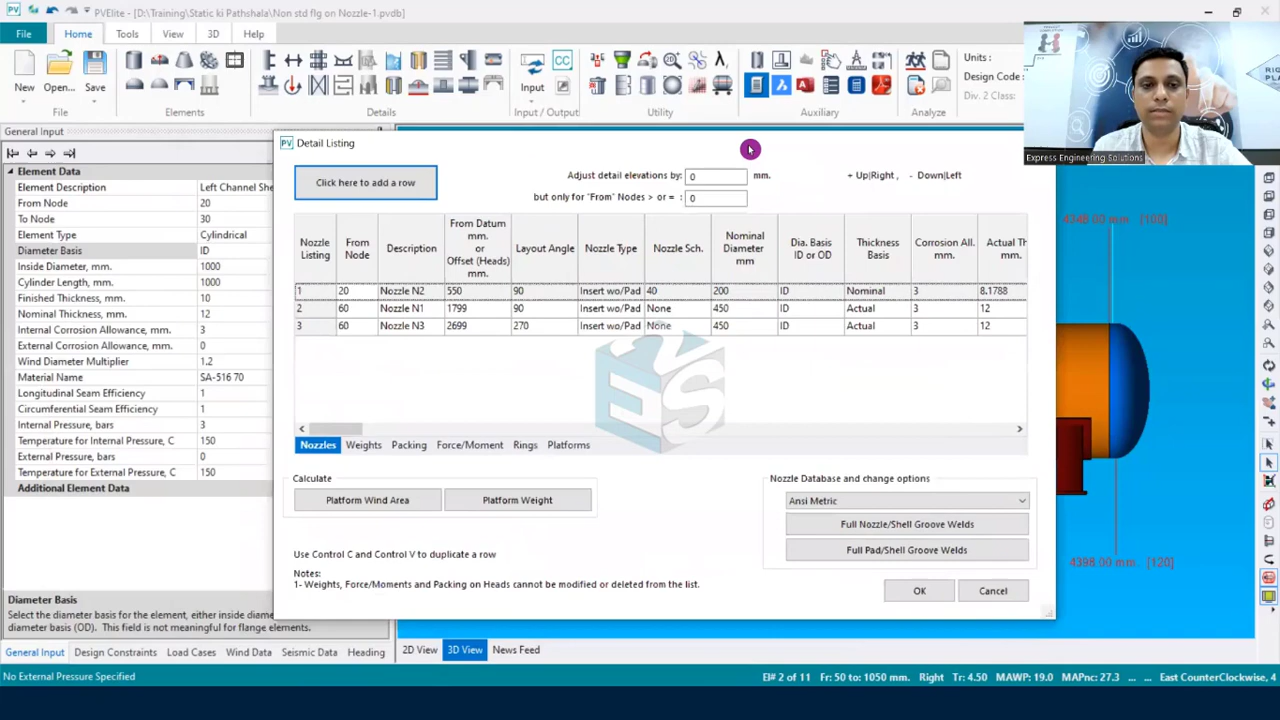 PVElite - [D:\Training\Static ki Pathshala\Non std flg on Nozzle-1.pvdb]
File Home Tools View 3D Help
New Open... Save Input
Units :
Design Code :
Div. 2 Class:
File Elements Details Input / Output Utility Auxiliary Analyze
Express Engineering Solutions
General Input
Element Data
Element Description Left Channel She
From Node 20
To Node 30
Element Type Cylindrical
Diameter Basis ID
Inside Diameter, mm. 1000
Cylinder Length, mm. 1000
Finished Thickness, mm. 10
Nominal Thickness, mm. 12
Internal Corrosion Allowance, mm. 3
External Corrosion Allowance, mm. 0
Wind Diameter Multiplier 1.2
Material Name SA-516 70
Longitudinal Seam Efficiency 1
Circumferential Seam Efficiency 1
Internal Pressure, bars 3
Temperature for Internal Pressure, C 150
External Pressure, bars 0
Temperature for External Pressure, C 150
Additional Element Data
Detail Listing
Click here to add a row
Adjust detail elevations by: 0 mm. + Up|Right , - Down|Left
but only for "From" Nodes > or = : 0
Nozzle Listing From Node Description From Datum mm. or Offset (Heads) mm. Layout Angle Nozzle Type Nozzle Sch. Nominal Diameter mm Dia. Basis ID or OD Thickness Basis Corrosion All. mm. Actual Th mm.
1 20 Nozzle N2 550 90 Insert wo/Pad 40 200 ID Nominal 3 8.1788
2 60 Nozzle N1 1799 90 Insert wo/Pad None 450 ID Actual 3 12
3 60 Nozzle N3 2699 270 Insert wo/Pad None 450 ID Actual 3 12
Nozzles Weights Packing Force/Moment Rings Platforms
Calculate
Platform Wind Area Platform Weight
Nozzle Database and change options
Ansi Metric
Full Nozzle/Shell Groove Welds
Full Pad/Shell Groove Welds
Use Control C and Control V to duplicate a row
Notes:
1- Weights, Force/Moments and Packing on Heads cannot be modified or deleted from the list.
OK Cancel
4398.00 mm. [120]
Diameter Basis
Select the diameter basis for the element, either inside diame
diameter basis (OD). This field is not meaningful for flange elements.
General Input Design Constraints Load Cases Wind Data Seismic Data Heading
2D View 3D View News Feed
No External Pressure Specified
El# 2 of 11 Fr: 50 to: 1050 mm. Right Tr: 4.50 MAWP: 19.0 MAPnc: 27.3 ... ... East CounterClockwise, 4